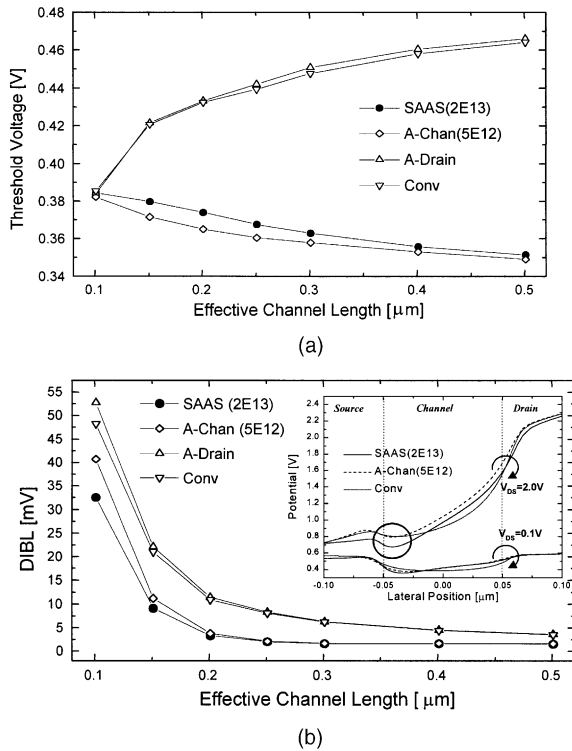 0.48
0.46
0.44
0.42
0.40
0.38
0.36
0.34
Threshold Voltage [V]
SAAS(2E13)
A-Chan(5E12)
A-Drain
Conv
0.1 0.2 0.3 0.4 0.5
Effective Channel Length [μm]
(a)
55
50
45
40
35
30
25
20
15
10
5
0
DIBL [mV]
SAAS (2E13)
A-Chan (5E12)
A-Drain
Conv
Source Channel Drain
2.4
2.2
2.0
1.8
1.6
1.4
1.2
1.0
0.8
0.6
0.4
Potential [V]
SAAS(2E13)
A-Chan(5E12)
Conv
VDS=2.0V
VDS=0.1V
-0.10 -0.05 0.00 0.05 0.10
Lateral Position [μm]
0.1 0.2 0.3 0.4 0.5
Effective Channel Length [ μm]
(b)